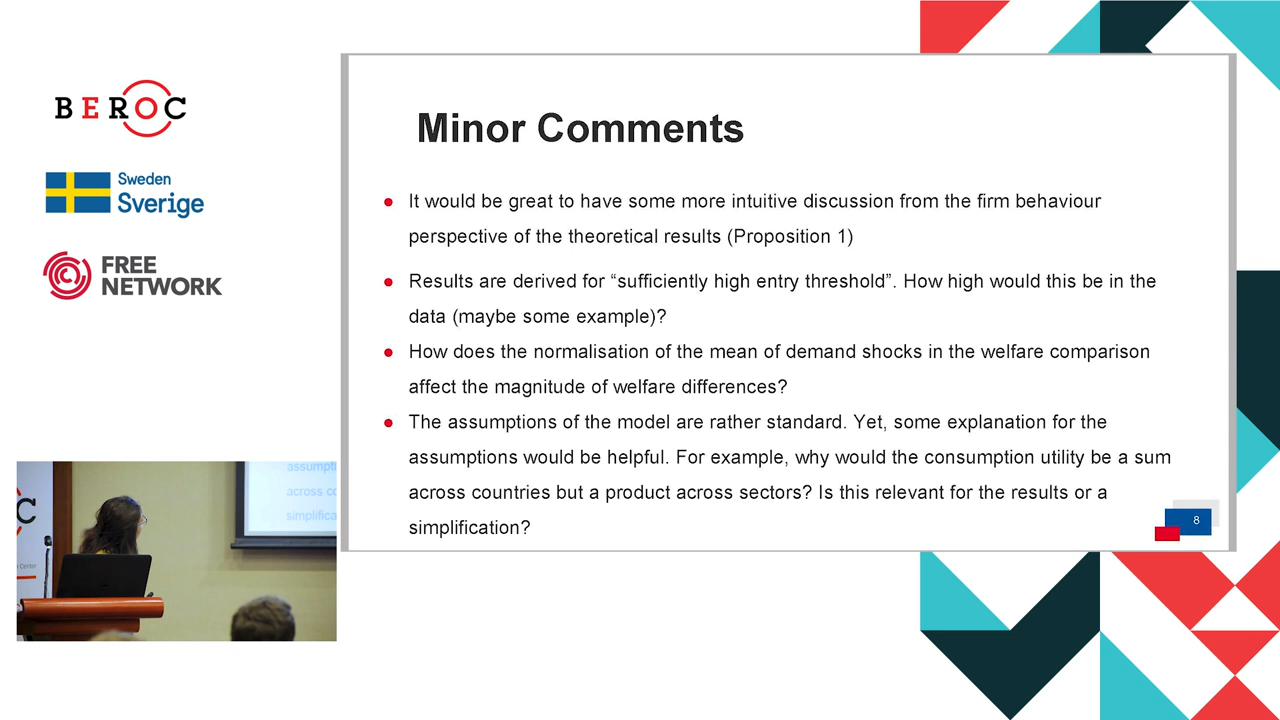 BEROC
Sweden
Sverige
FREE
NETWORK
Minor Comments
● It would be great to have some more intuitive discussion from the firm behaviour
perspective of the theoretical results (Proposition 1)
● Results are derived for “sufficiently high entry threshold”. How high would this be in the
data (maybe some example)?
● How does the normalisation of the mean of demand shocks in the welfare comparison
affect the magnitude of welfare differences?
● The assumptions of the model are rather standard. Yet, some explanation for the
assumptions would be helpful. For example, why would the consumption utility be a sum
across countries but a product across sectors? Is this relevant for the results or a
simplification?
8
assumpti
across co
simplifica
C
Center